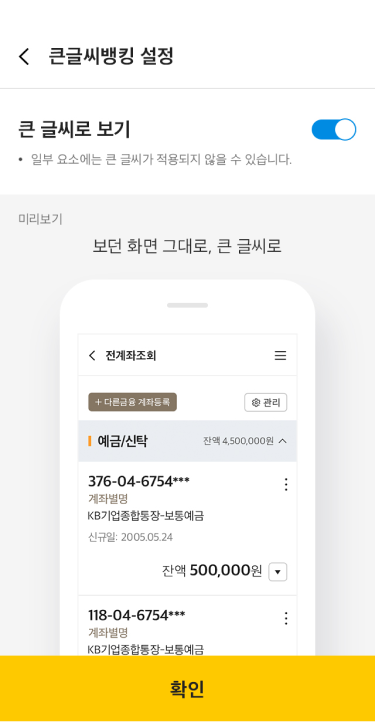 큰글씨뱅킹 설정
큰 글씨로 보기
• 일부 요소에는 큰 글씨가 적용되지 않을 수 있습니다.
미리보기
보던 화면 그대로, 큰 글씨로
전계좌조회
+ 다른금융 계좌등록
관리
예금/신탁 잔액 4,500,000원
376-04-6754***
계좌별명
KB기업종합통장-보통예금
신규일: 2005.05.24
잔액 500,000원
118-04-6754***
계좌별명
KB기업종합통장-보통예금
확인